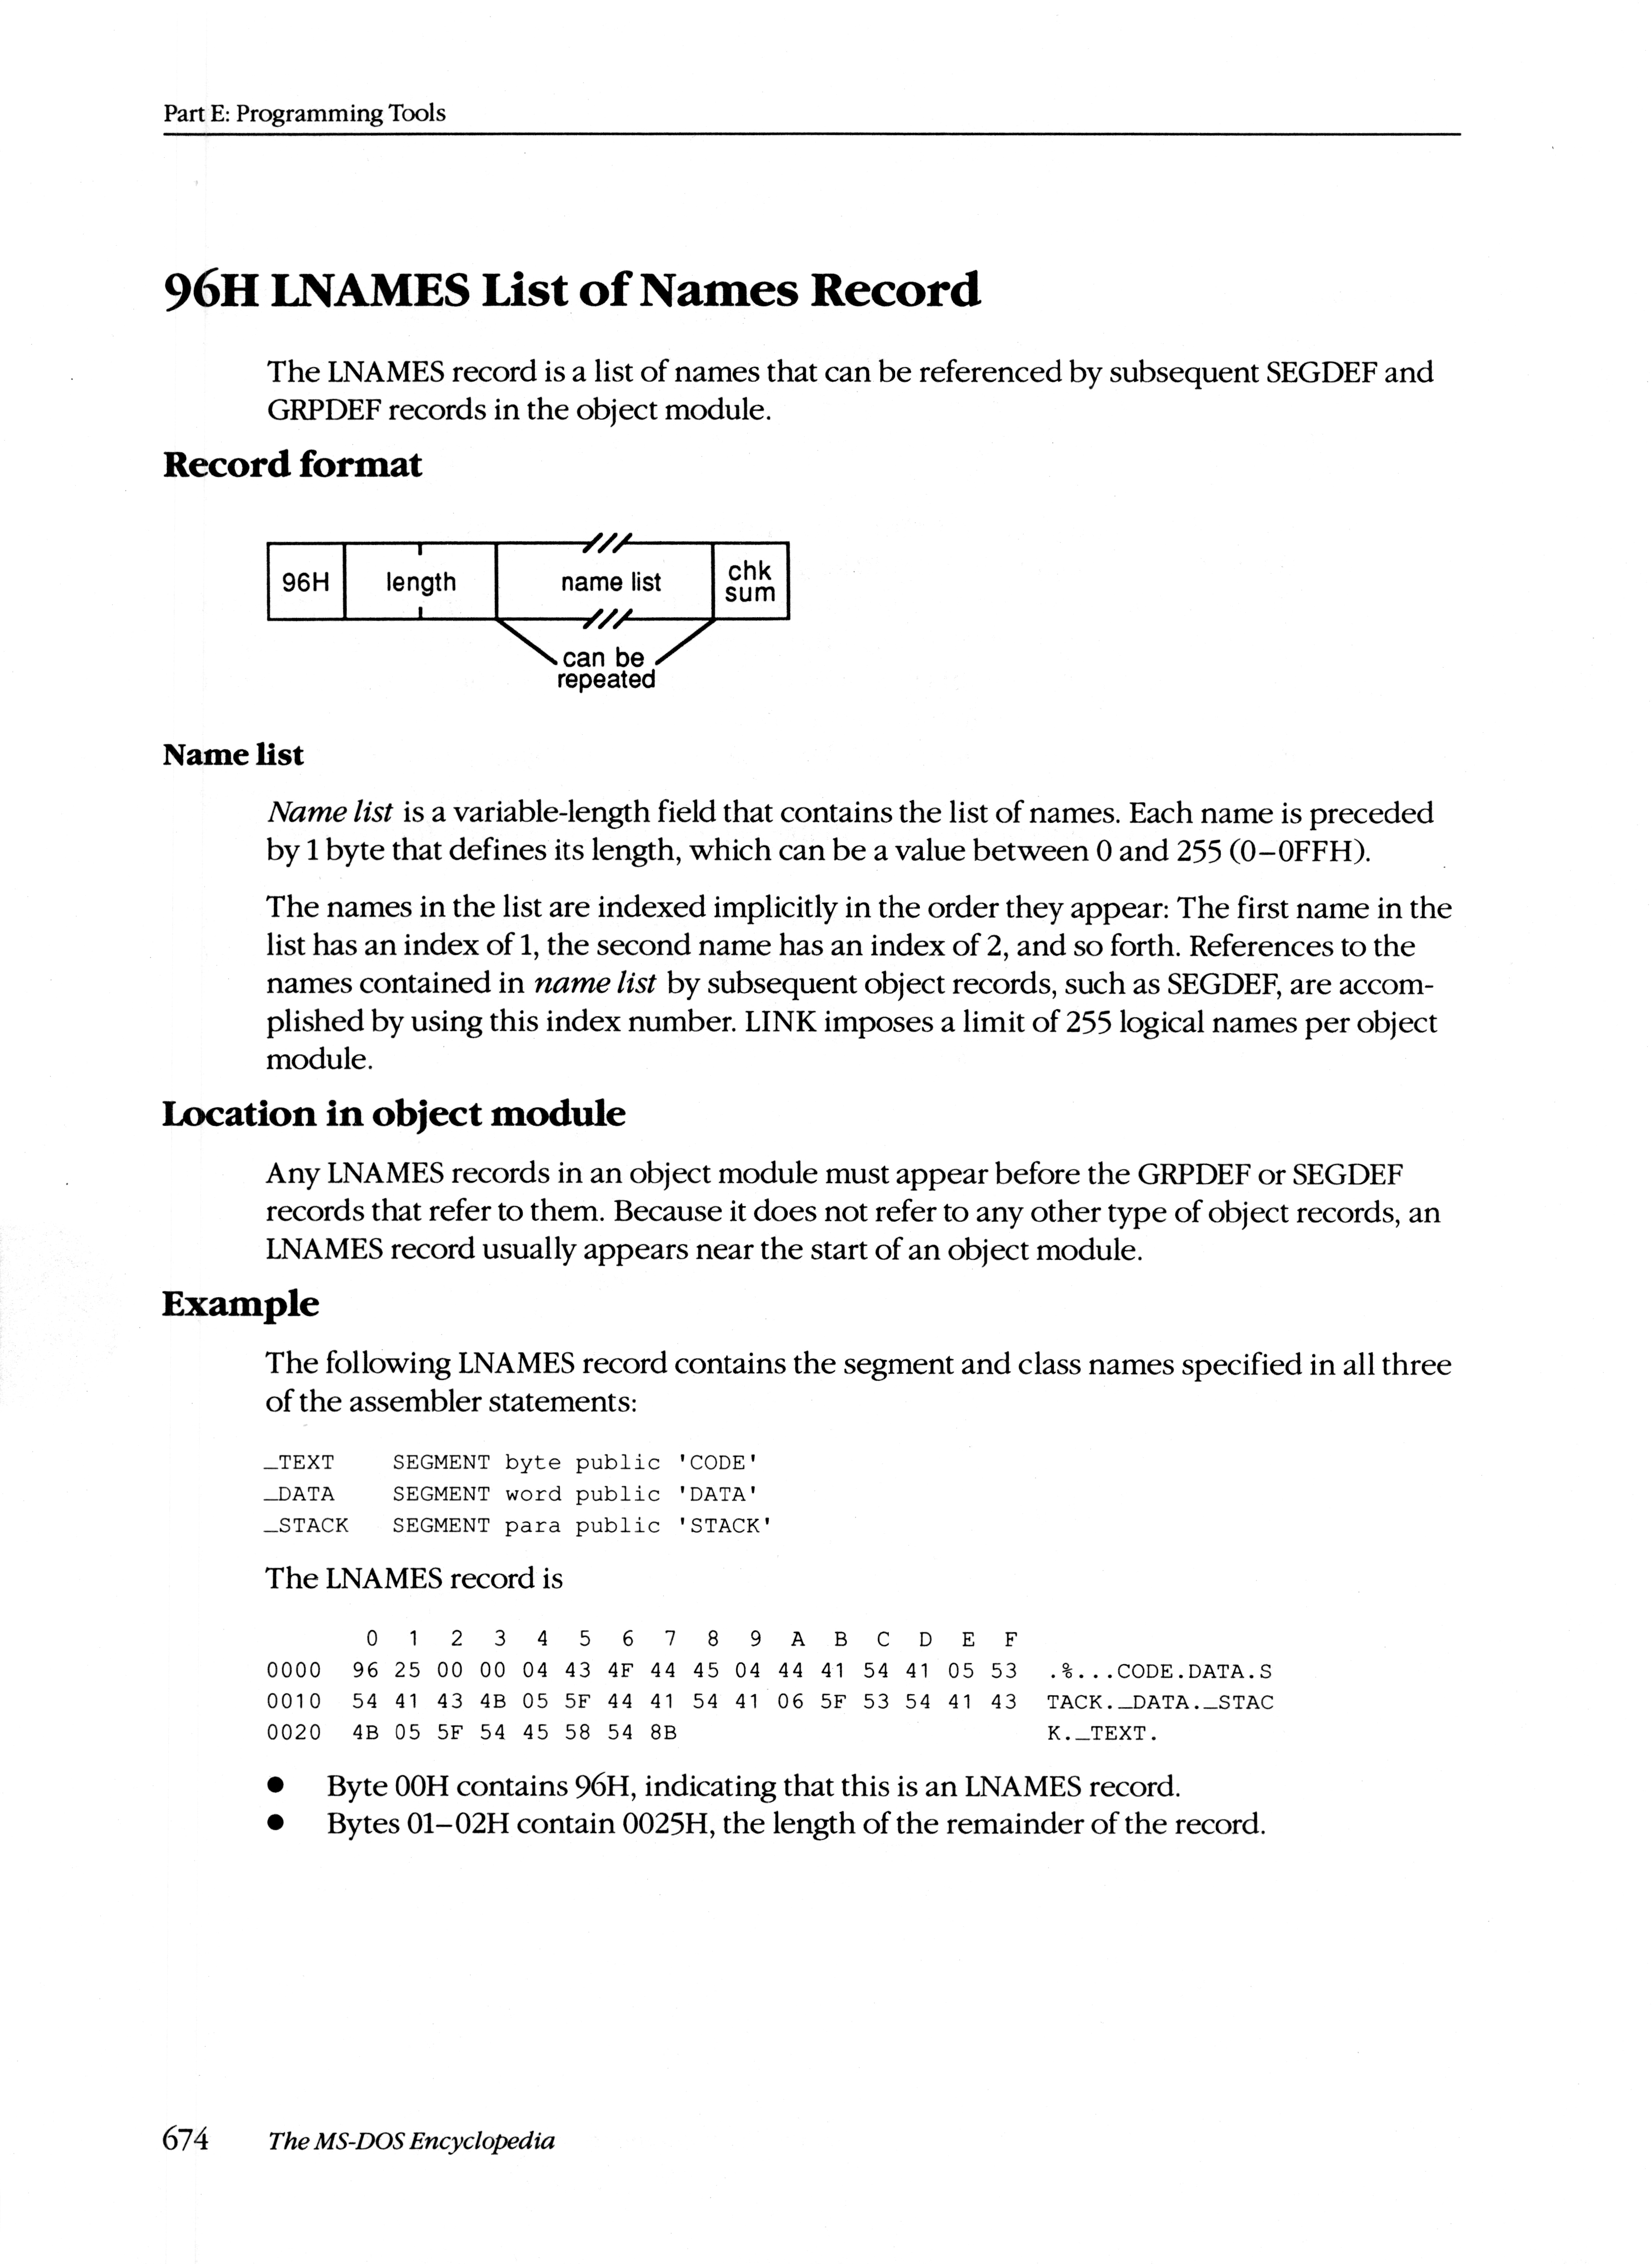 Part E: Programming Tools
96H LNAMES List of Names Record
The LNAMES record is a list of names that can be referenced by subsequent SEGDEF and
GRPDEF records in the object module.
Record format
96H length name list chk
sum
can be
repeated
Name list
Name list is a variable-length field that contains the list of names. Each name is preceded
by 1 byte that defines its length, which can be a value between 0 and 255 (0–0FFH).
The names in the list are indexed implicitly in the order they appear: The first name in the
list has an index of 1, the second name has an index of 2, and so forth. References to the
names contained in name list by subsequent object records, such as SEGDEF, are accom-
plished by using this index number. LINK imposes a limit of 255 logical names per object
module.
Location in object module
Any LNAMES records in an object module must appear before the GRPDEF or SEGDEF
records that refer to them. Because it does not refer to any other type of object records, an
LNAMES record usually appears near the start of an object module.
Example
The following LNAMES record contains the segment and class names specified in all three
of the assembler statements:
_TEXT SEGMENT byte public 'CODE'
_DATA SEGMENT word public 'DATA'
_STACK SEGMENT para public 'STACK'
The LNAMES record is
0 1 2 3 4 5 6 7 8 9 A B C D E F
0000 96 25 00 00 04 43 4F 44 45 04 44 41 54 41 05 53 .%...CODE.DATA.S
0010 54 41 43 4B 05 5F 44 41 54 41 06 5F 53 54 41 43 TACK._DATA._STAC
0020 4B 05 5F 54 45 58 54 8B K._TEXT.
● Byte 00H contains 96H, indicating that this is an LNAMES record.
● Bytes 01–02H contain 0025H, the length of the remainder of the record.
674 The MS-DOS Encyclopedia